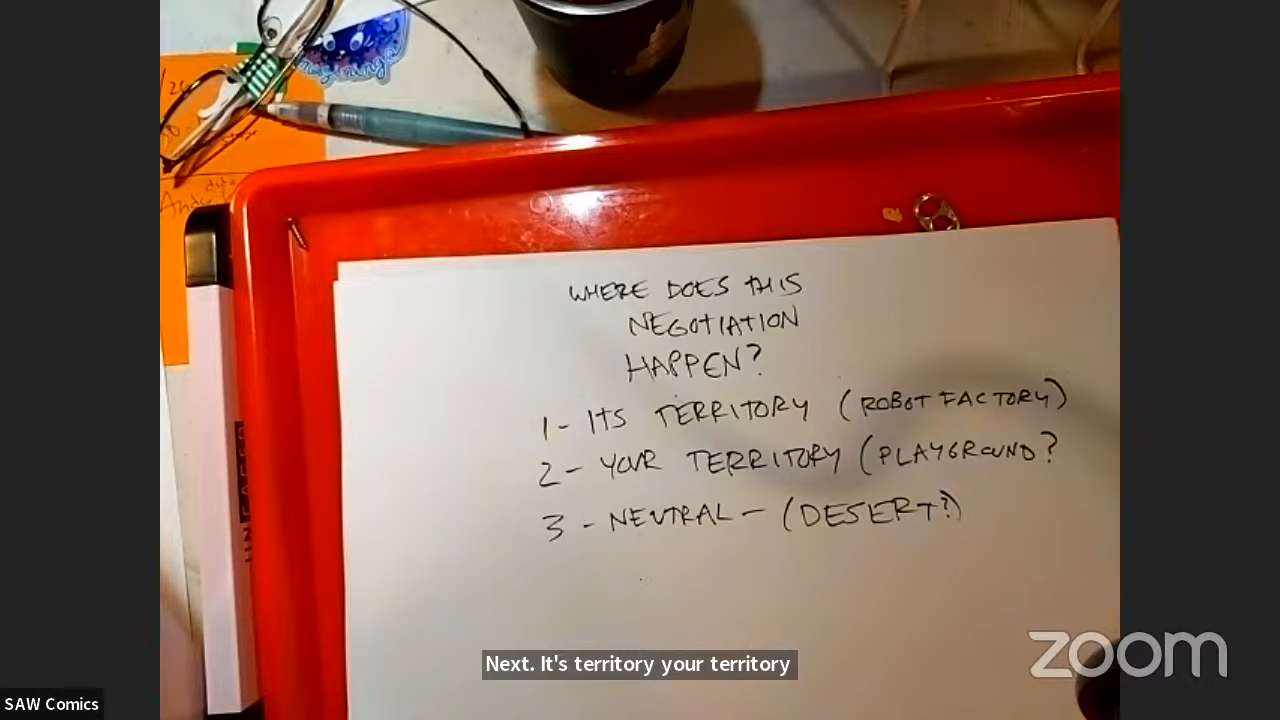 WHERE DOES THIS
NEGOTIATION
HAPPEN?
1- ITS TERRITORY (ROBOT FACTORY)
2- YOUR TERRITORY (PLAYGROUND?
3 - NEUTRAL - (DESERT?)
Next. It's territory your territory
zoom
SAW Comics